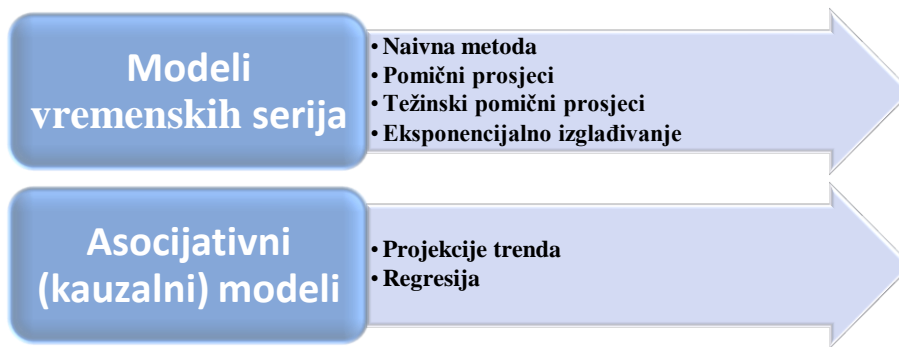 Modeli
vremenskih serija
• Naivna metoda
• Pomični prosjeci
• Težinski pomični prosjeci
• Eksponencijalno izglađivanje
Asocijativni
(kauzalni) modeli
• Projekcije trenda
• Regresija